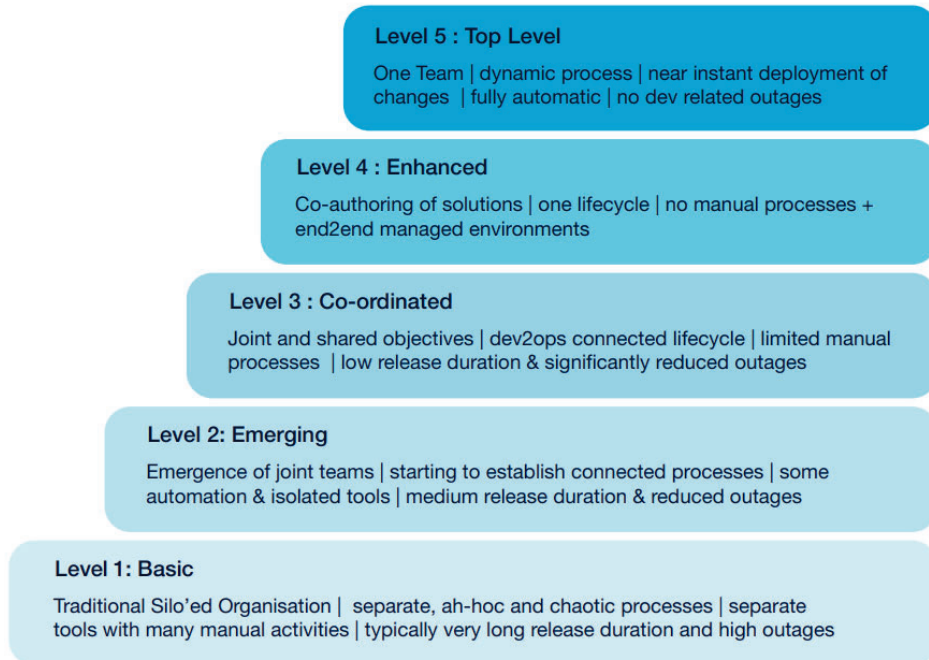 Level 5 : Top Level
One Team | dynamic process | near instant deployment of
changes | fully automatic | no dev related outages
Level 4 : Enhanced
Co-authoring of solutions | one lifecycle | no manual processes +
end2end managed environments
Level 3 : Co-ordinated
Joint and shared objectives | dev2ops connected lifecycle | limited manual
processes | low release duration & significantly reduced outages
Level 2: Emerging
Emergence of joint teams | starting to establish connected processes | some
automation & isolated tools | medium release duration & reduced outages
Level 1: Basic
Traditional Silo’ed Organisation | separate, ah-hoc and chaotic processes | separate
tools with many manual activities | typically very long release duration and high outages